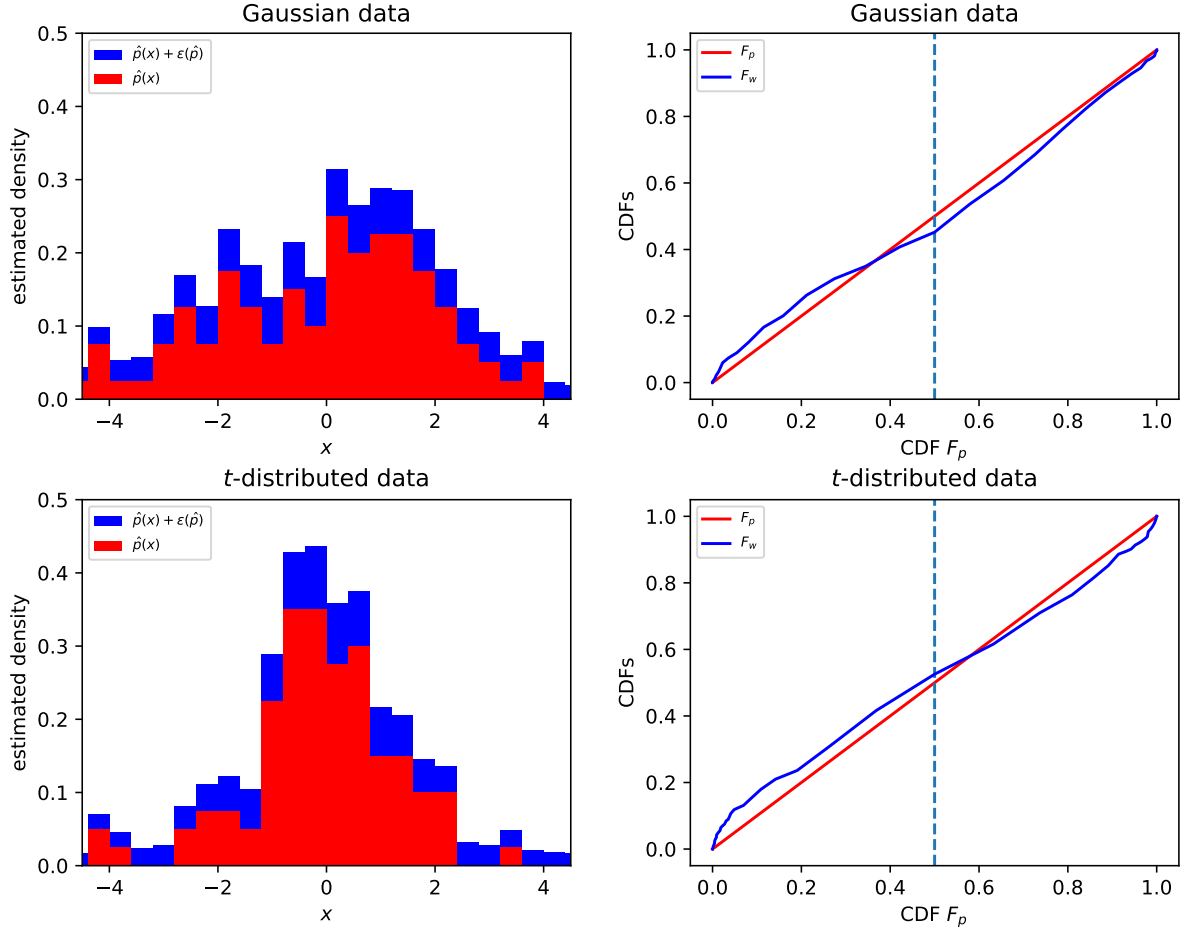 Gaussian data
estimated density
0.5
0.4
0.3
0.2
0.1
0.0
p̂(x) + ε(p̂)
p̂(x)
−4 −2 0 2 4
x
Gaussian data
CDFs
1.0
0.8
0.6
0.4
0.2
0.0
F_p
F_w
0.0 0.2 0.4 0.6 0.8 1.0
CDF F_p
t-distributed data
estimated density
0.5
0.4
0.3
0.2
0.1
0.0
p̂(x) + ε(p̂)
p̂(x)
−4 −2 0 2 4
x
t-distributed data
CDFs
1.0
0.8
0.6
0.4
0.2
0.0
F_p
F_w
0.0 0.2 0.4 0.6 0.8 1.0
CDF F_p